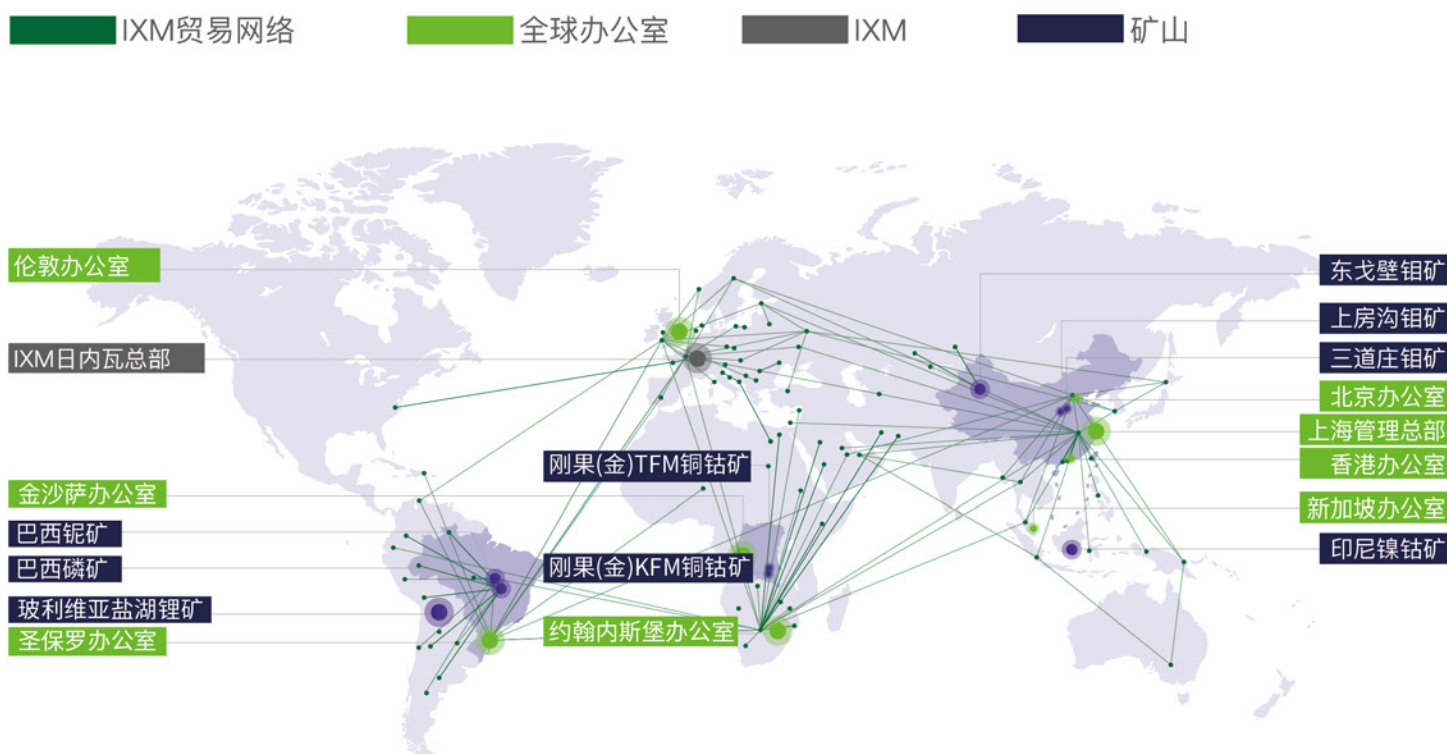 IXM贸易网络
全球办公室
IXM
矿山
伦敦办公室
IXM日内瓦总部
金沙萨办公室
巴西铌矿
巴西磷矿
玻利维亚盐湖锂矿
圣保罗办公室
刚果(金)TFM铜钴矿
刚果(金)KFM铜钴矿
约翰内斯堡办公室
东戈壁钼矿
上房沟钼矿
三道庄钼矿
北京办公室
上海管理总部
香港办公室
新加坡办公室
印尼镍钴矿